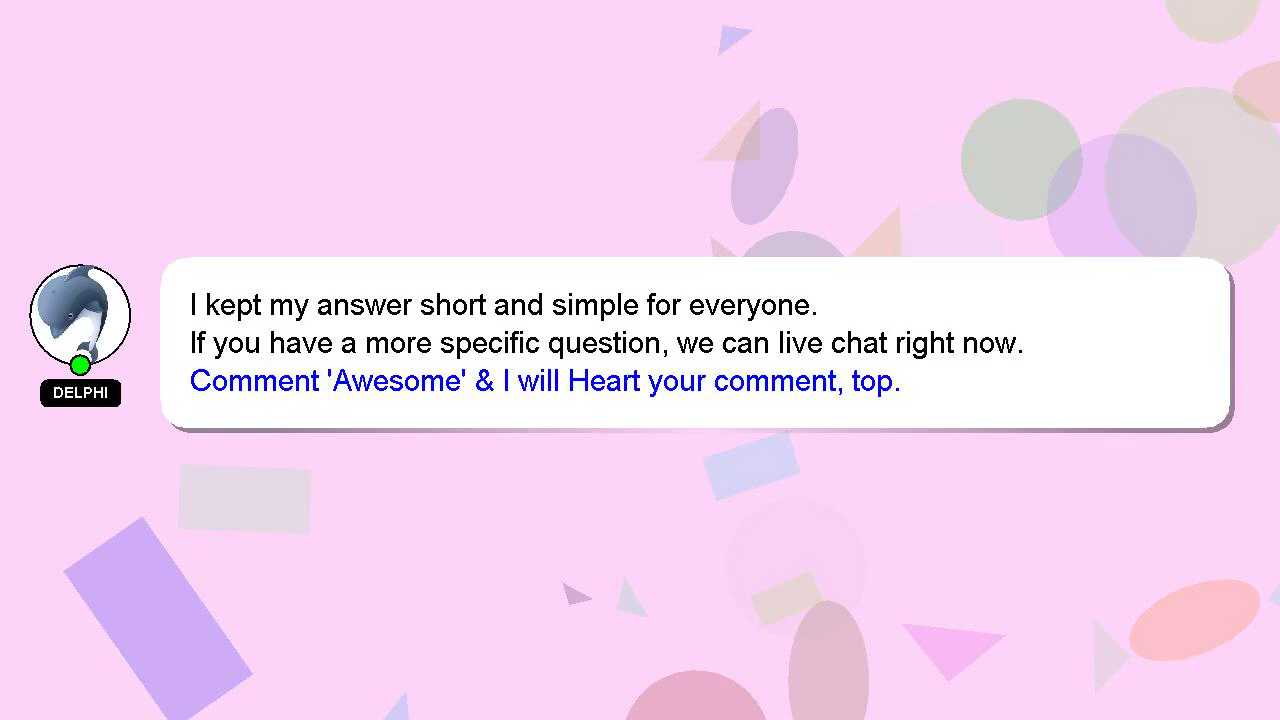 I kept my answer short and simple for everyone.
If you have a more specific question, we can live chat right now.
Comment 'Awesome' & I will Heart your comment, top.
DELPHI